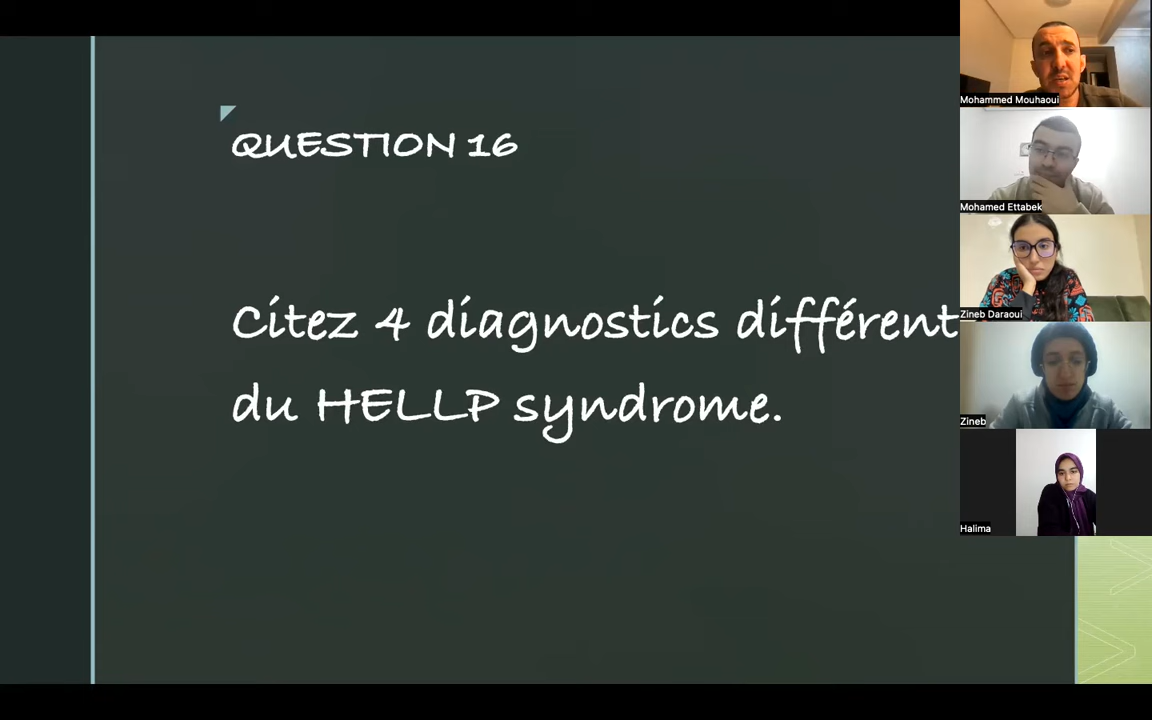 QUESTION 16
Citez 4 diagnostics différent
du HELLP syndrome.
Mohammed Mouhaoui
Mohamed Ettabek
Zineb Daraoui
Zineb
Halima